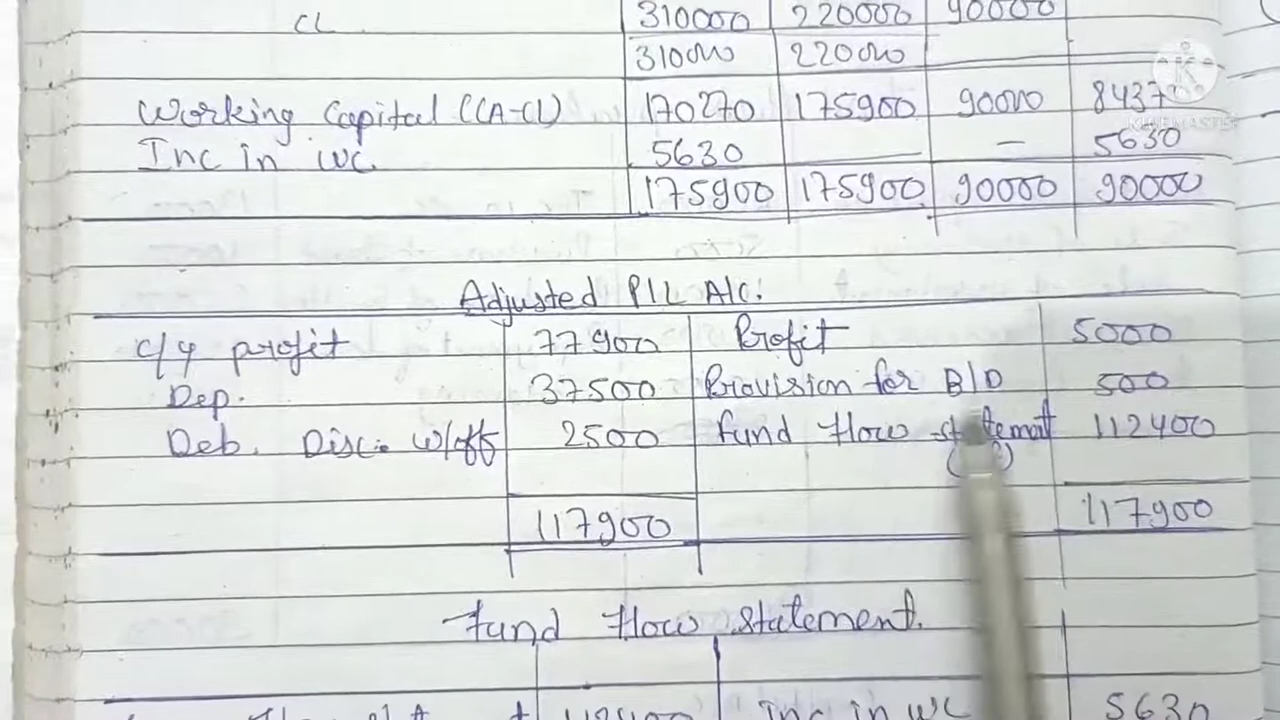 CL 310000 220000 90000
310000 220000
Working Capital (CA-CL) 170270 175900 90000
Inc in WC. 5630 — 5630
175900 175900 90000 90000
Adjusted P/L A/C:
c/y profit 77900 Profit 5000
Dep. 37500 Provision for B/D 500
Deb. Disc. w/off 2500 fund flow statement 112400
117900 117900
Fund flow statement.
Inc in WC 5630